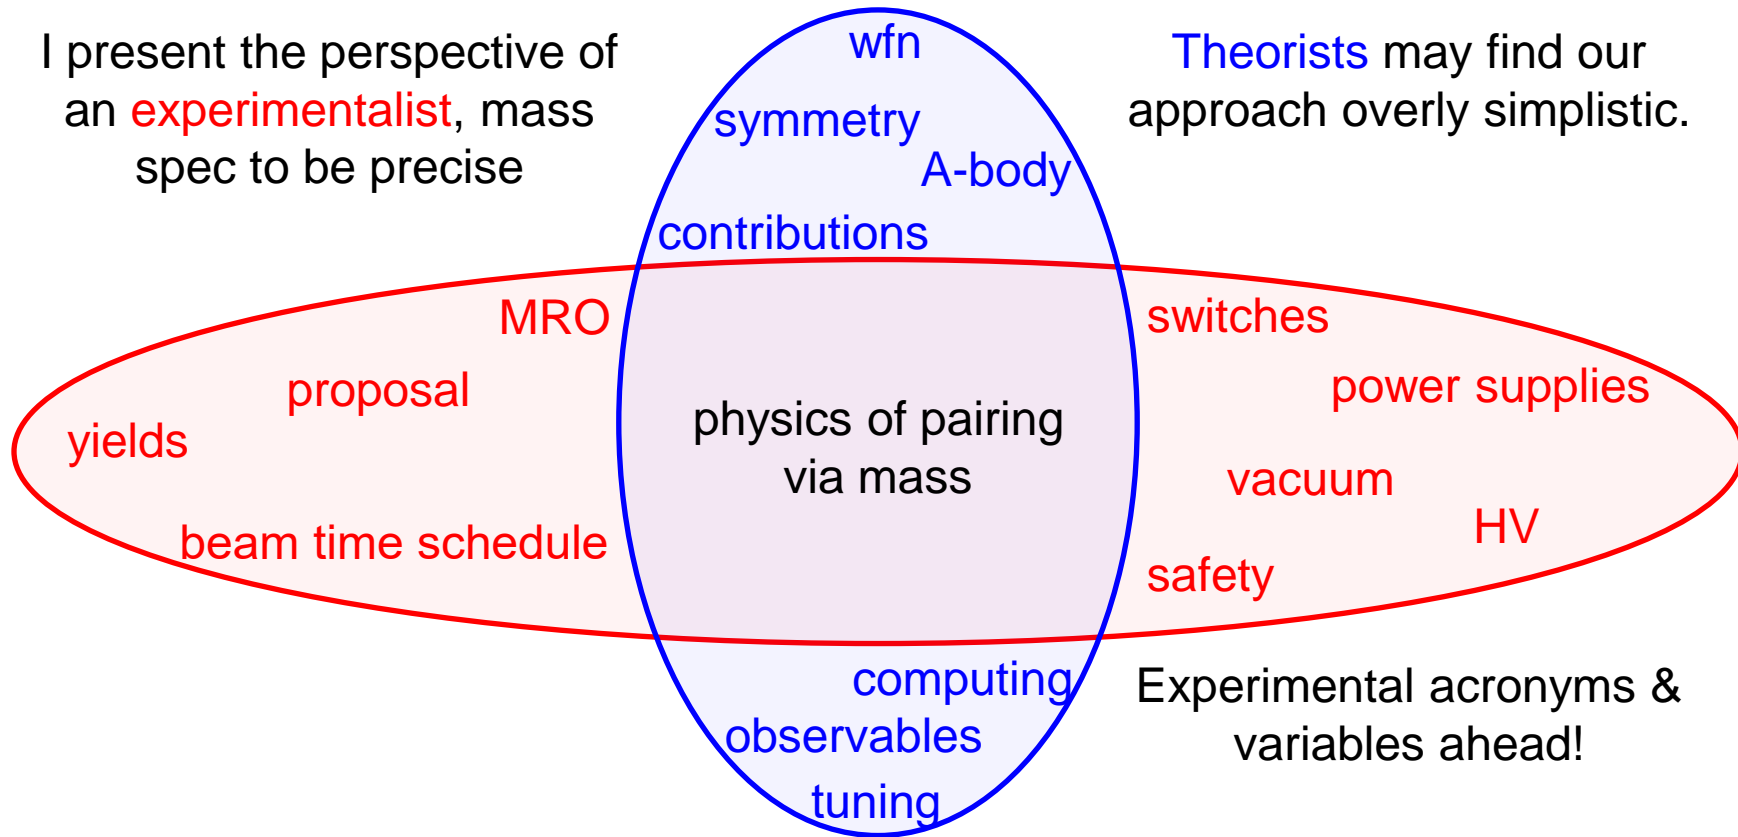 I present the perspective of
an experimentalist, mass
spec to be precise
wfn
symmetry
A-body
contributions
Theorists may find our
approach overly simplistic.
MRO
proposal
yields
beam time schedule
physics of pairing
via mass
switches
power supplies
vacuum
HV
safety
computing
observables
tuning
Experimental acronyms &
variables ahead!